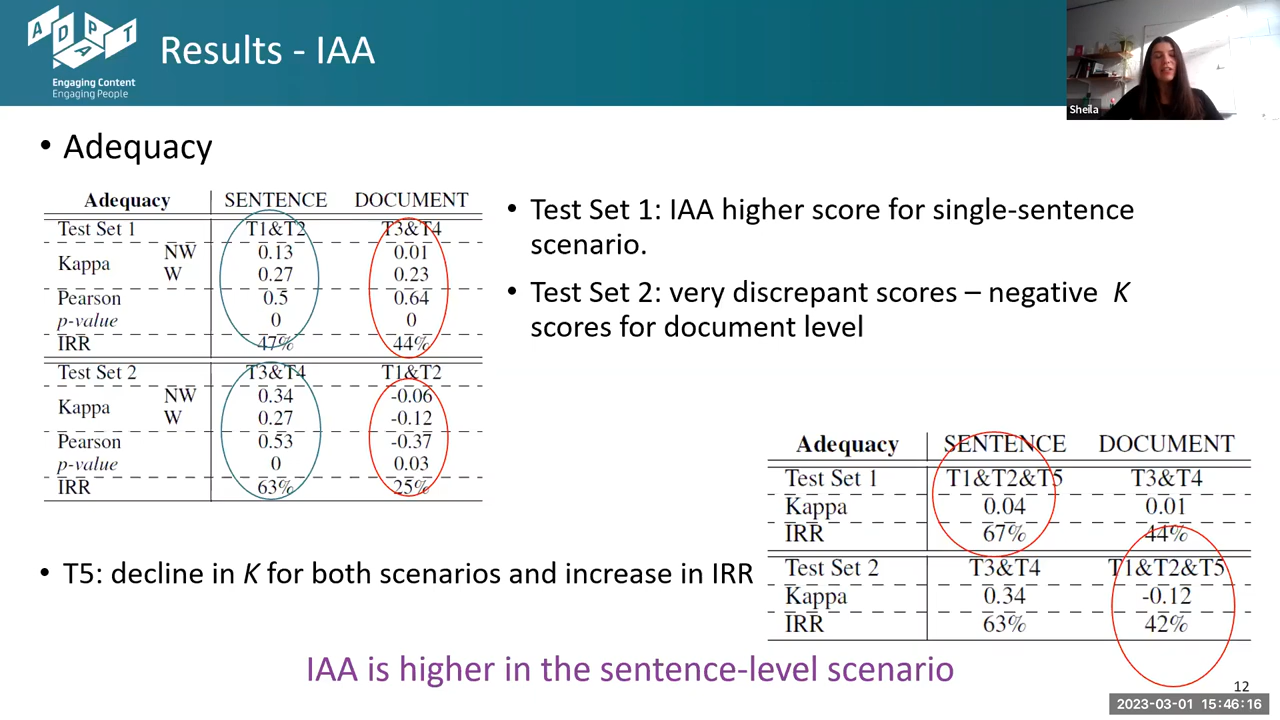 ADAPT
Engaging Content
Engaging People
Results - IAA
Sheila
• Adequacy
Adequacy SENTENCE DOCUMENT
Test Set 1 T1&T2 T3&T4
Kappa NW 0.13 0.01
W 0.27 0.23
Pearson 0.5 0.64
p-value 0 0
IRR 47% 44%
Test Set 2 T3&T4 T1&T2
Kappa NW 0.34 -0.06
W 0.27 -0.12
Pearson 0.53 -0.37
p-value 0 0.03
IRR 63% 25%
• Test Set 1: IAA higher score for single-sentence
scenario.
• Test Set 2: very discrepant scores – negative K
scores for document level
• T5: decline in K for both scenarios and increase in IRR
Adequacy SENTENCE DOCUMENT
Test Set 1 T1&T2&T5 T3&T4
Kappa 0.04 0.01
IRR 67% 44%
Test Set 2 T3&T4 T1&T2&T5
Kappa 0.34 -0.12
IRR 63% 42%
IAA is higher in the sentence-level scenario
12
2023-03-01 15:46:16